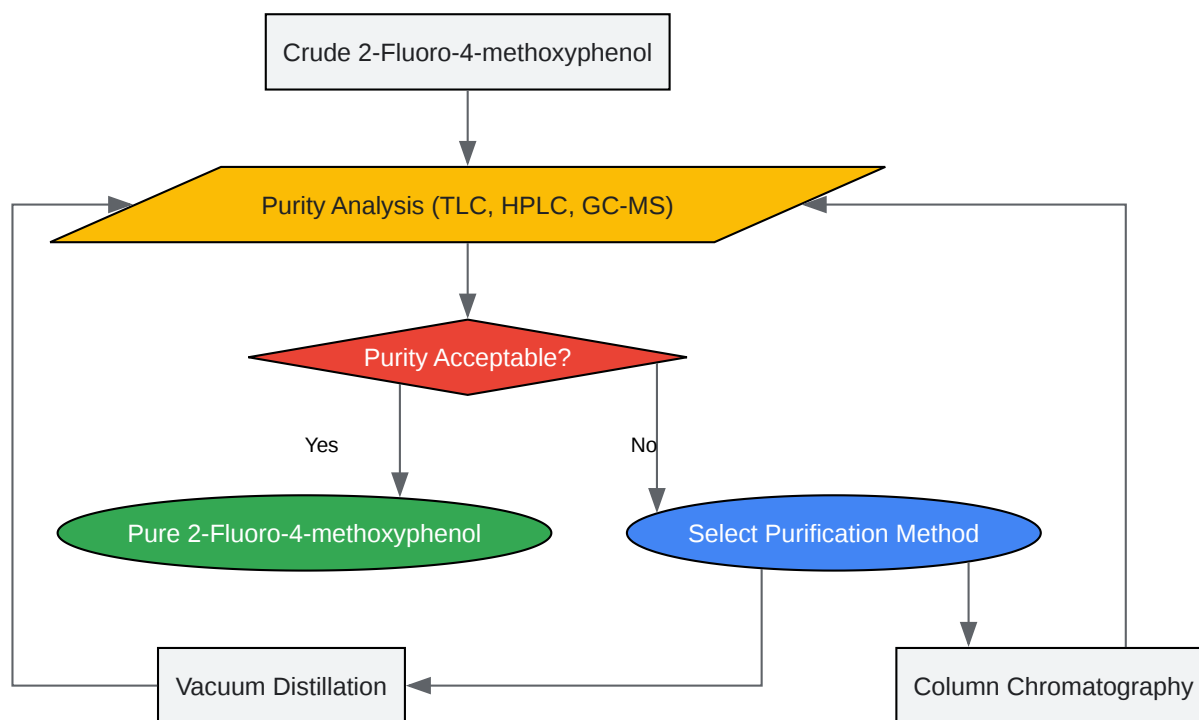 Crude 2-Fluoro-4-methoxyphenol
Purity Analysis (TLC, HPLC, GC-MS)
Purity Acceptable?
Yes
No
Pure 2-Fluoro-4-methoxyphenol
Select Purification Method
Vacuum Distillation
Column Chromatography